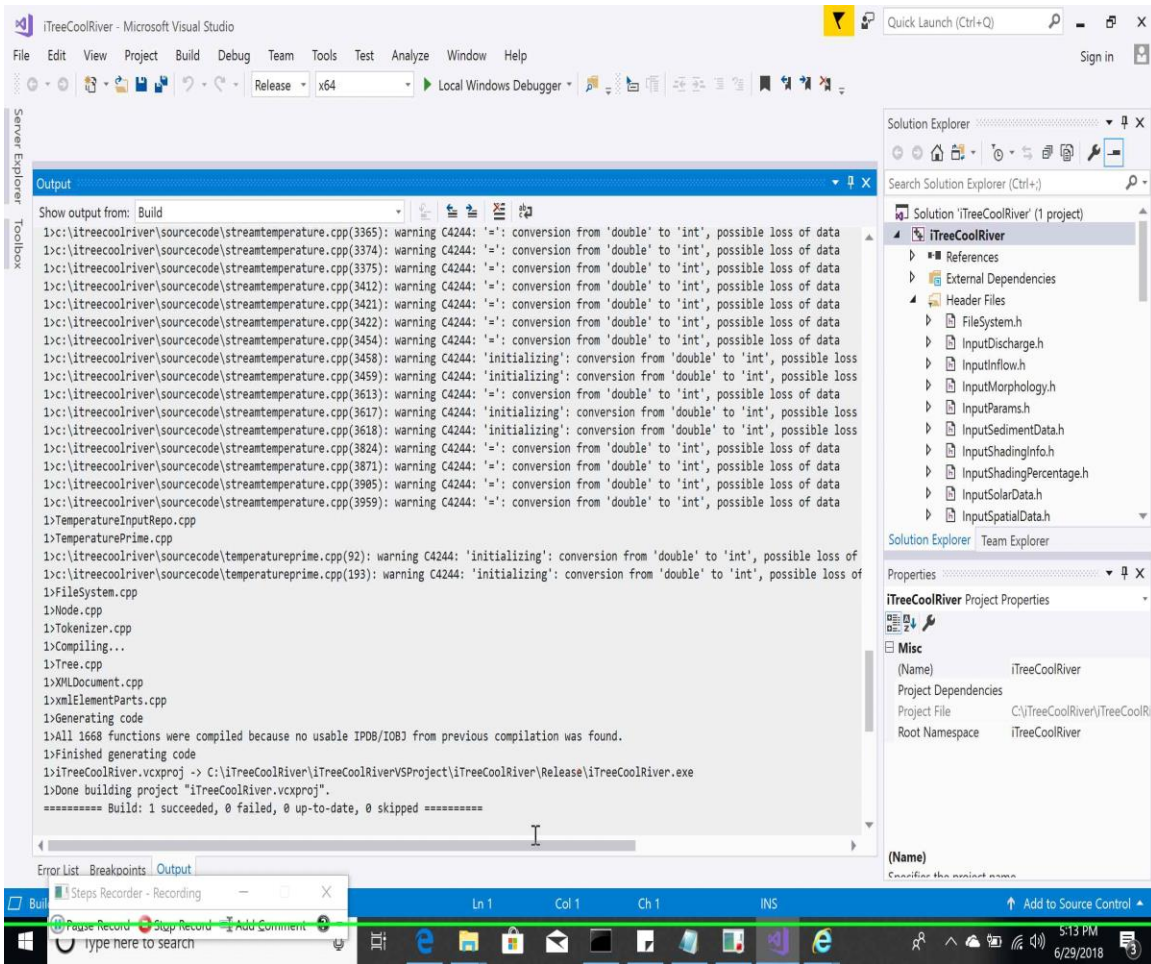 iTreeCoolRiver - Microsoft Visual Studio
Quick Launch (Ctrl+Q)
File Edit View Project Build Debug Team Tools Test Analyze Window Help
Sign in
Release x64 Local Windows Debugger
Server Explorer
Toolbox
Output
Show output from: Build
1>c:\itreecoolriver\sourcecode\streamtemperature.cpp(3365): warning C4244: '=': conversion from 'double' to 'int', possible loss of data
1>c:\itreecoolriver\sourcecode\streamtemperature.cpp(3374): warning C4244: '=': conversion from 'double' to 'int', possible loss of data
1>c:\itreecoolriver\sourcecode\streamtemperature.cpp(3375): warning C4244: '=': conversion from 'double' to 'int', possible loss of data
1>c:\itreecoolriver\sourcecode\streamtemperature.cpp(3412): warning C4244: '=': conversion from 'double' to 'int', possible loss of data
1>c:\itreecoolriver\sourcecode\streamtemperature.cpp(3421): warning C4244: '=': conversion from 'double' to 'int', possible loss of data
1>c:\itreecoolriver\sourcecode\streamtemperature.cpp(3422): warning C4244: '=': conversion from 'double' to 'int', possible loss of data
1>c:\itreecoolriver\sourcecode\streamtemperature.cpp(3454): warning C4244: '=': conversion from 'double' to 'int', possible loss of data
1>c:\itreecoolriver\sourcecode\streamtemperature.cpp(3458): warning C4244: 'initializing': conversion from 'double' to 'int', possible loss
1>c:\itreecoolriver\sourcecode\streamtemperature.cpp(3459): warning C4244: 'initializing': conversion from 'double' to 'int', possible loss
1>c:\itreecoolriver\sourcecode\streamtemperature.cpp(3613): warning C4244: '=': conversion from 'double' to 'int', possible loss of data
1>c:\itreecoolriver\sourcecode\streamtemperature.cpp(3617): warning C4244: 'initializing': conversion from 'double' to 'int', possible loss
1>c:\itreecoolriver\sourcecode\streamtemperature.cpp(3618): warning C4244: 'initializing': conversion from 'double' to 'int', possible loss
1>c:\itreecoolriver\sourcecode\streamtemperature.cpp(3824): warning C4244: '=': conversion from 'double' to 'int', possible loss of data
1>c:\itreecoolriver\sourcecode\streamtemperature.cpp(3871): warning C4244: '=': conversion from 'double' to 'int', possible loss of data
1>c:\itreecoolriver\sourcecode\streamtemperature.cpp(3905): warning C4244: '=': conversion from 'double' to 'int', possible loss of data
1>c:\itreecoolriver\sourcecode\streamtemperature.cpp(3959): warning C4244: '=': conversion from 'double' to 'int', possible loss of data
1>TemperatureInputRepo.cpp
1>TemperaturePrime.cpp
1>c:\itreecoolriver\sourcecode\temperatureprime.cpp(92): warning C4244: 'initializing': conversion from 'double' to 'int', possible loss of
1>c:\itreecoolriver\sourcecode\temperatureprime.cpp(193): warning C4244: 'initializing': conversion from 'double' to 'int', possible loss of
1>FileSystem.cpp
1>Node.cpp
1>Tokenizer.cpp
1>Compiling...
1>Tree.cpp
1>XMLDocument.cpp
1>xmlElementParts.cpp
1>Generating code
1>All 1668 functions were compiled because no usable IPDB/IOBJ from previous compilation was found.
1>Finished generating code
1>iTreeCoolRiver.vcxproj -> C:\iTreeCoolRiver\iTreeCoolRiverVSProject\iTreeCoolRiver\Release\iTreeCoolRiver.exe
1>Done building project "iTreeCoolRiver.vcxproj".
========== Build: 1 succeeded, 0 failed, 0 up-to-date, 0 skipped ==========
Error List Breakpoints Output
Solution Explorer
Search Solution Explorer (Ctrl+;)
Solution 'iTreeCoolRiver' (1 project)
iTreeCoolRiver
References
External Dependencies
Header Files
FileSystem.h
InputDischarge.h
InputInflow.h
InputMorphology.h
InputParams.h
InputSedimentData.h
InputShadingInfo.h
InputShadingPercentage.h
InputSolarData.h
InputSpatialData.h
Solution Explorer Team Explorer
Properties
iTreeCoolRiver Project Properties
Misc
(Name) iTreeCoolRiver
Project Dependencies
Project File C:\iTreeCoolRiver\iTreeCoolRi
Root Namespace iTreeCoolRiver
(Name)
Specifies the project name
Steps Recorder - Recording
Pause Record Stop Record Add Comment
Buil Ln 1 Col 1 Ch 1 INS Add to Source Control
Type here to search
5:13 PM
6/29/2018
3